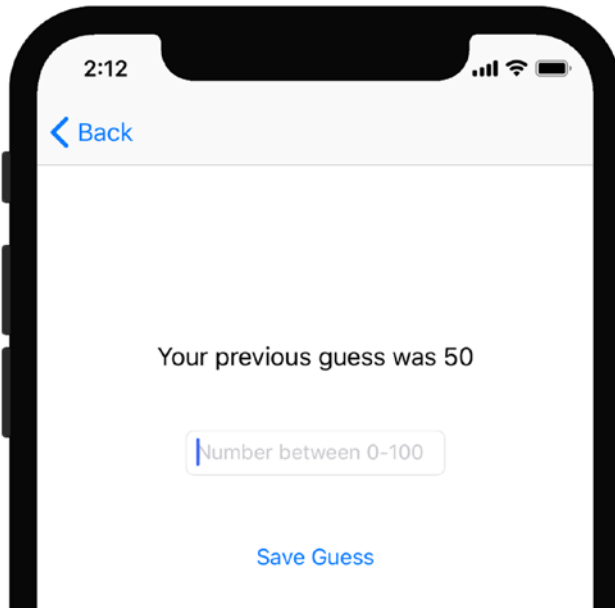 2:12
Back
Your previous guess was 50
Number between 0-100
Save Guess